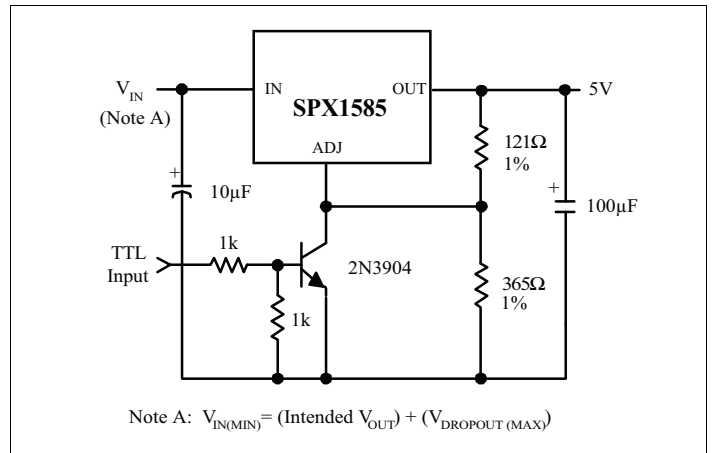 V_IN
(Note A)
IN
SPX1585
OUT
5V
ADJ
121Ω
1%
+
10µF
+
100µF
TTL
Input
1k
2N3904
1k
365Ω
1%
Note A: V_IN(MIN) = (Intended V_OUT) + (V_DROPOUT (MAX))